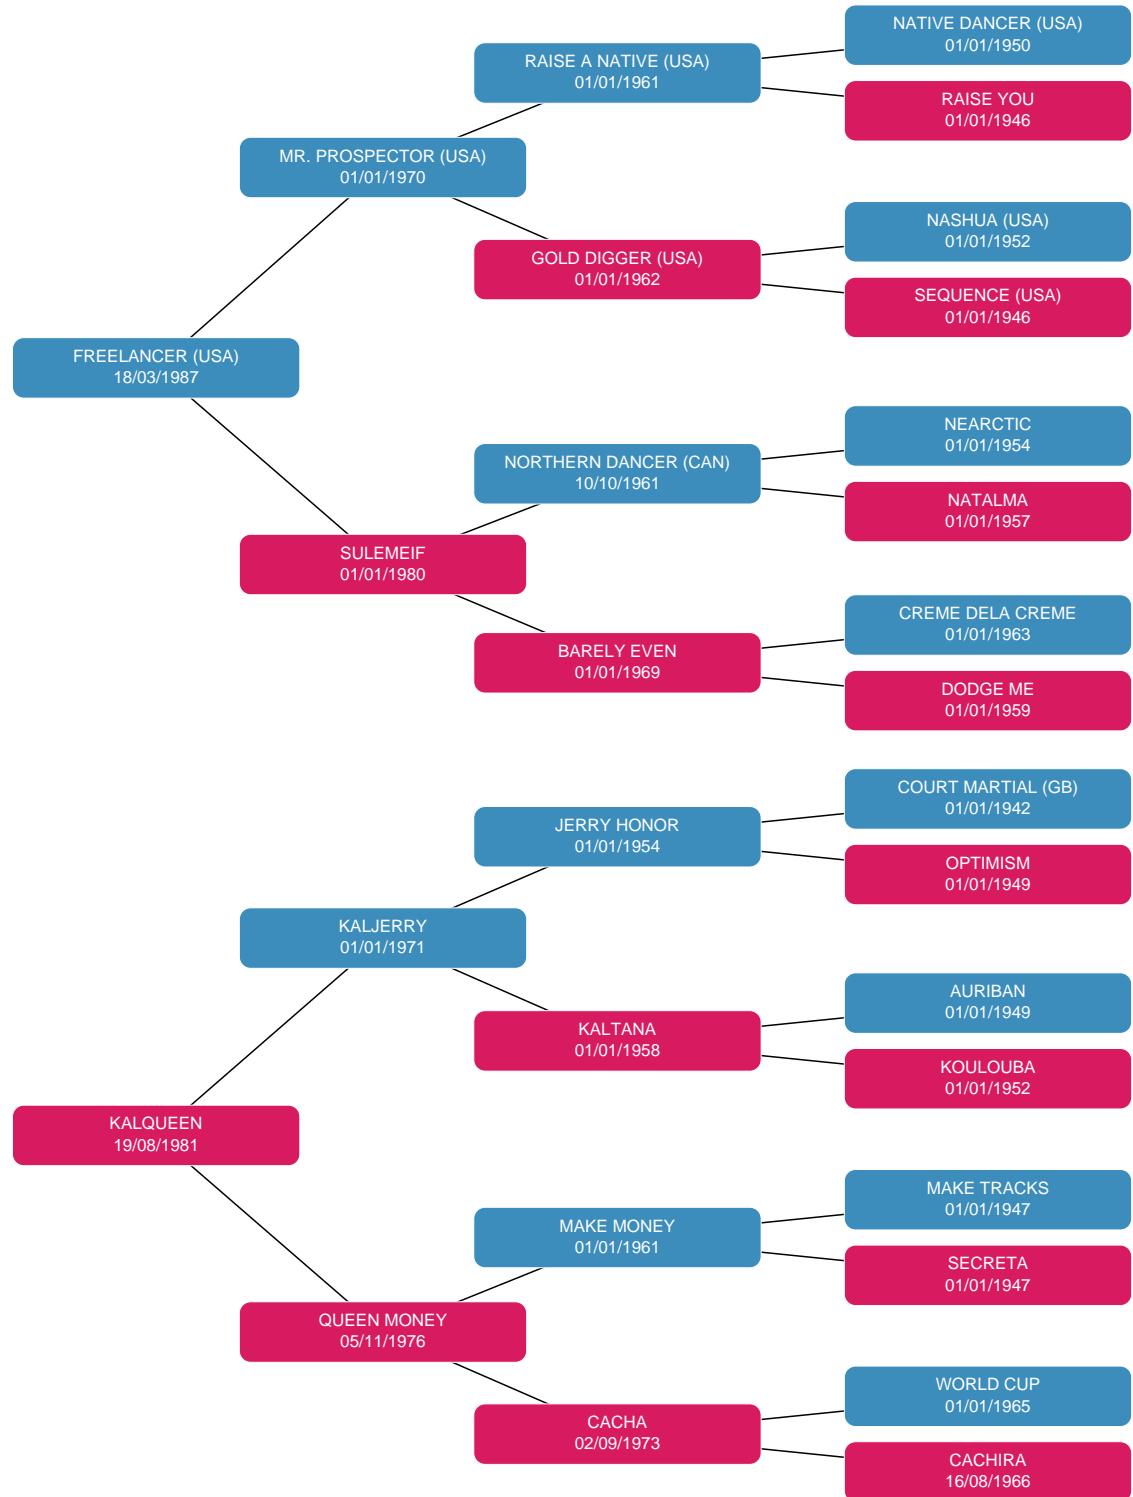 NATIVE DANCER (USA)
01/01/1950
RAISE A NATIVE (USA)
01/01/1961
RAISE YOU
01/01/1946
MR. PROSPECTOR (USA)
01/01/1970
NASHUA (USA)
01/01/1952
GOLD DIGGER (USA)
01/01/1962
SEQUENCE (USA)
01/01/1946
FREELANCER (USA)
18/03/1987
NEARCTIC
01/01/1954
NORTHERN DANCER (CAN)
10/10/1961
NATALMA
01/01/1957
SULEMEIF
01/01/1980
CREME DELA CREME
01/01/1963
BARELY EVEN
01/01/1969
DODGE ME
01/01/1959
COURT MARTIAL (GB)
01/01/1942
JERRY HONOR
01/01/1954
OPTIMISM
01/01/1949
KALJERRY
01/01/1971
AURIBAN
01/01/1949
KALTANA
01/01/1958
KOULOUBA
01/01/1952
KALQUEEN
19/08/1981
MAKE TRACKS
01/01/1947
MAKE MONEY
01/01/1961
SECRETA
01/01/1947
QUEEN MONEY
05/11/1976
WORLD CUP
01/01/1965
CACHA
02/09/1973
CACHIRA
16/08/1966